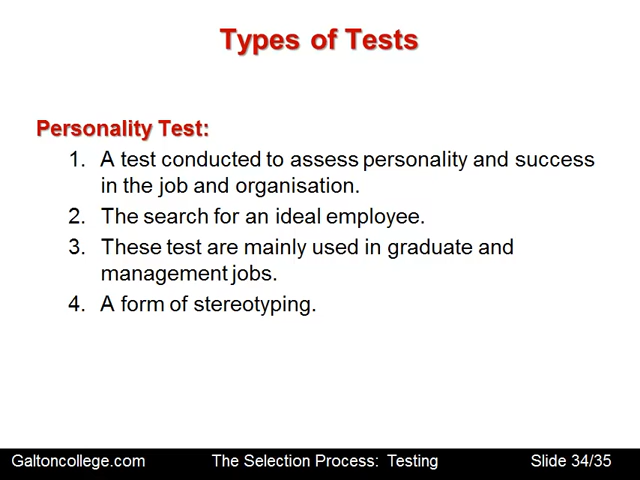 Types of Tests
Personality Test:
1. A test conducted to assess personality and success
in the job and organisation.
2. The search for an ideal employee.
3. These test are mainly used in graduate and
management jobs.
4. A form of stereotyping.
Galtoncollege.com The Selection Process: Testing Slide 34/35